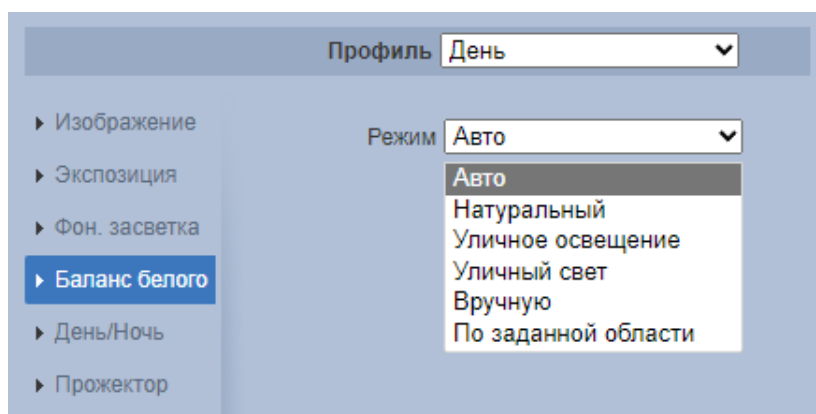 Профиль День
Изображение
Режим Авто
Экспозиция
Авто
Натуральный
Фон. засветка
Уличное освещение
Баланс белого
Уличный свет
Вручную
День/Ночь
По заданной области
Прожектор